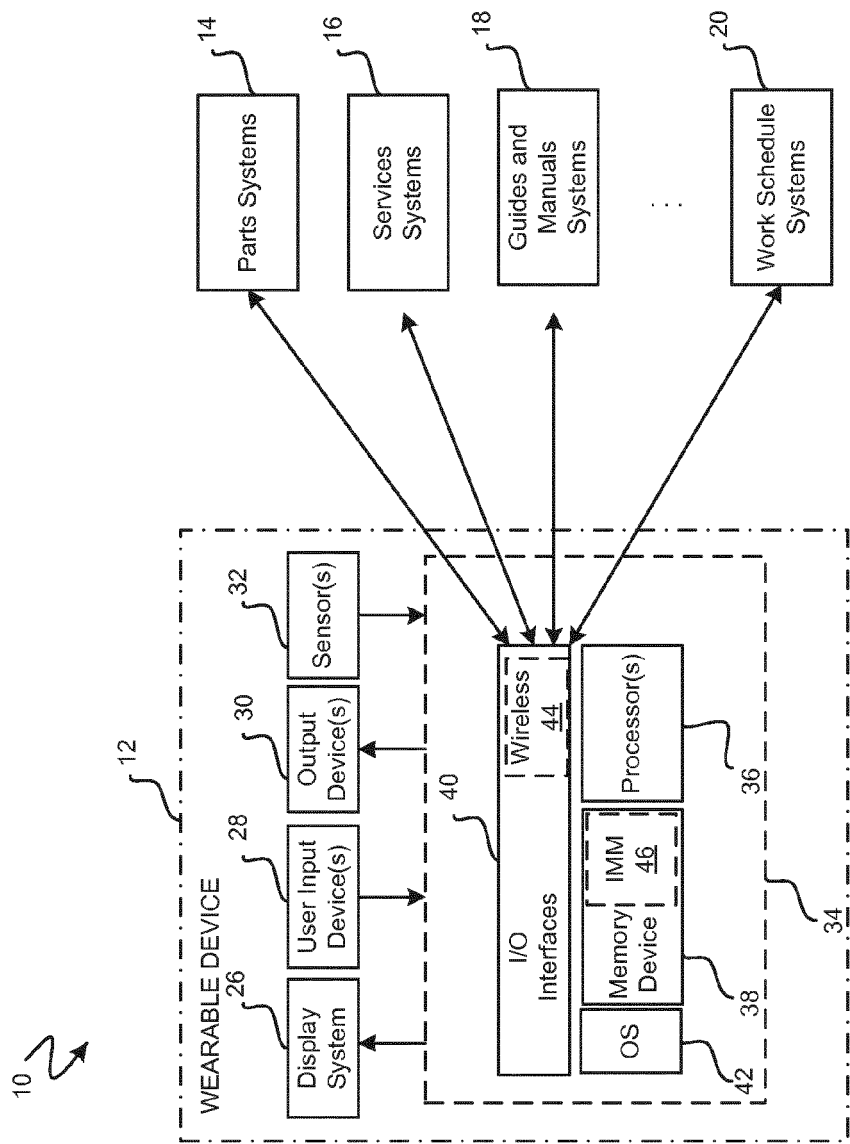 10
WEARABLE DEVICE
12
26
Display
System
28
User Input
Device(s)
30
Output
Device(s)
32
Sensor(s)
40
I/O
Interfaces
Wireless
44
OS
42
Memory
Device
IMM
46
38
Processor(s)
36
34
Parts Systems
14
Services
Systems
16
Guides and
Manuals
Systems
18
. . .
Work Schedule
Systems
20